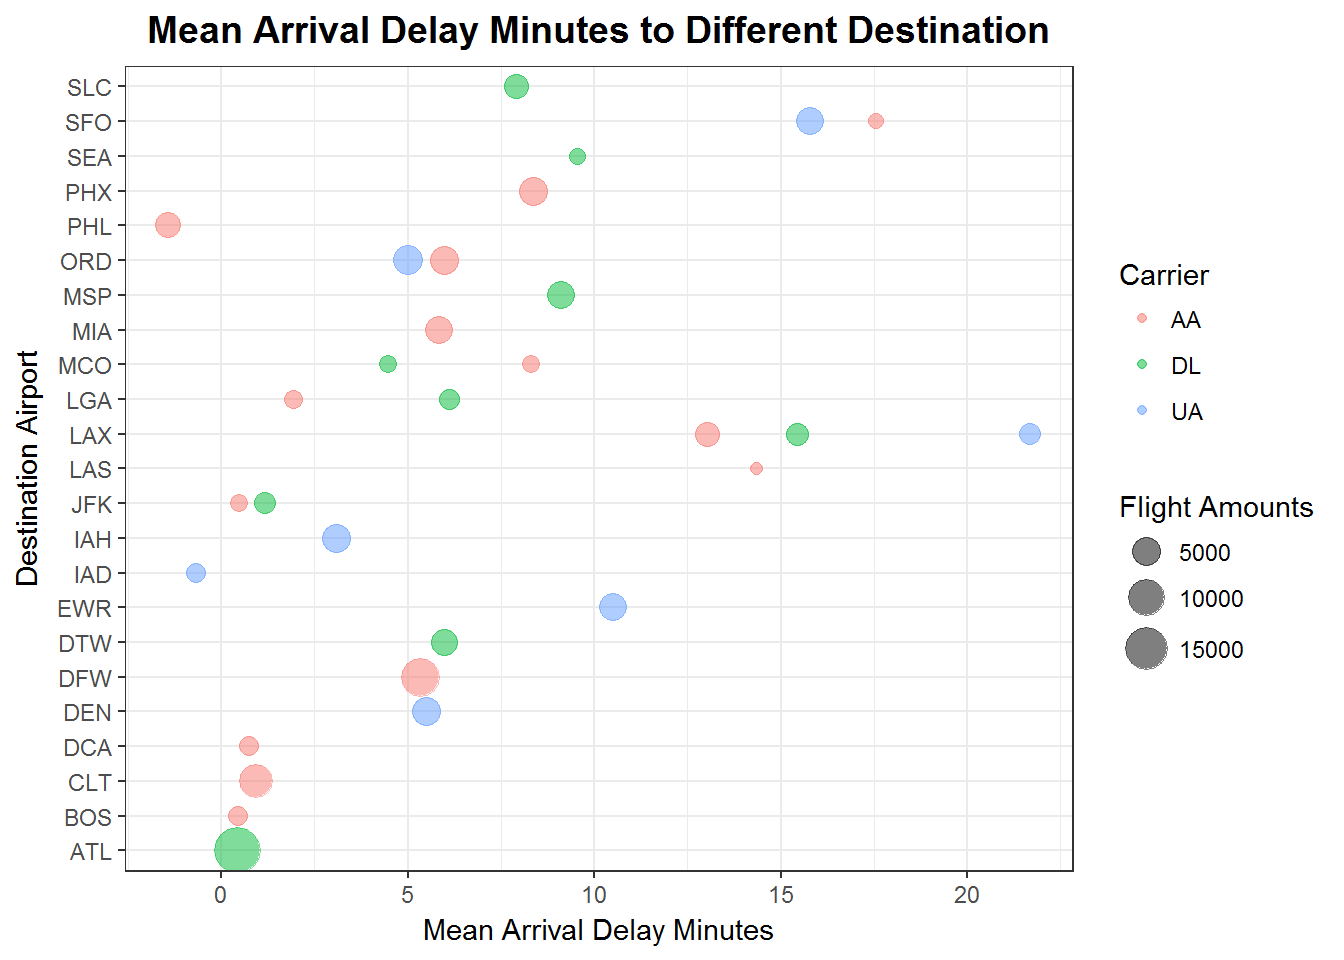 Mean Arrival Delay Minutes to Different Destination
SLC
SFO
SEA
PHX
PHL
ORD
MSP
MIA
MCO
LGA
LAX
LAS
JFK
IAH
IAD
EWR
DTW
DFW
DEN
DCA
CLT
BOS
ATL
Destination Airport
0 5 10 15 20
Mean Arrival Delay Minutes
Carrier
AA
DL
UA
Flight Amounts
5000
10000
15000